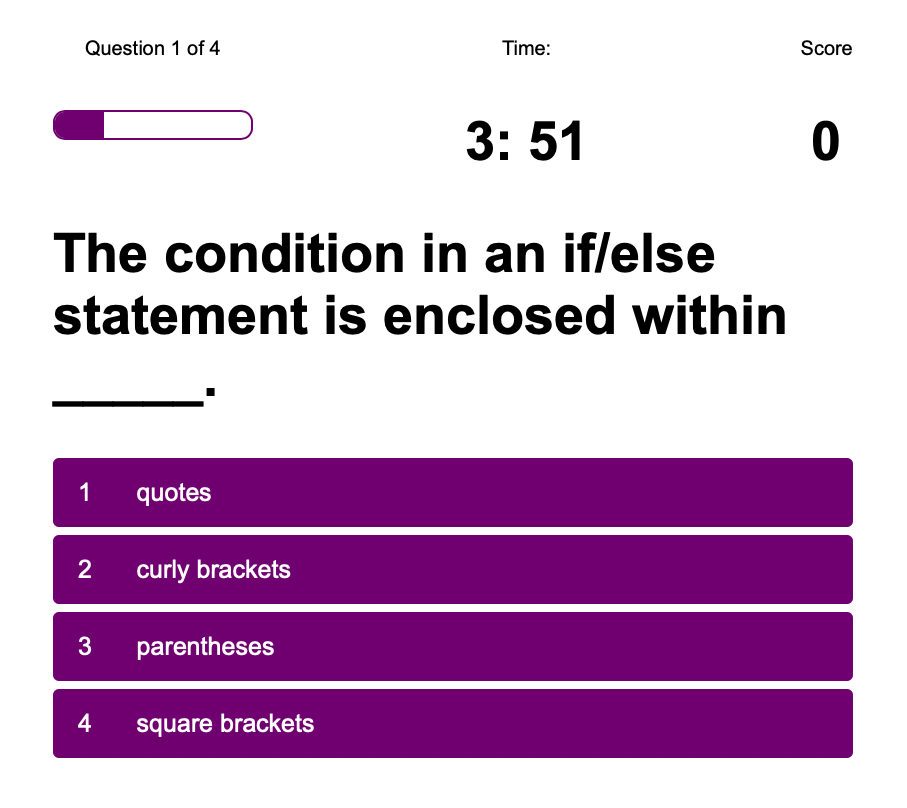 Question 1 of 4
Time:
Score
3: 51
0
The condition in an if/else
statement is enclosed within
_____.
1 quotes
2 curly brackets
3 parentheses
4 square brackets